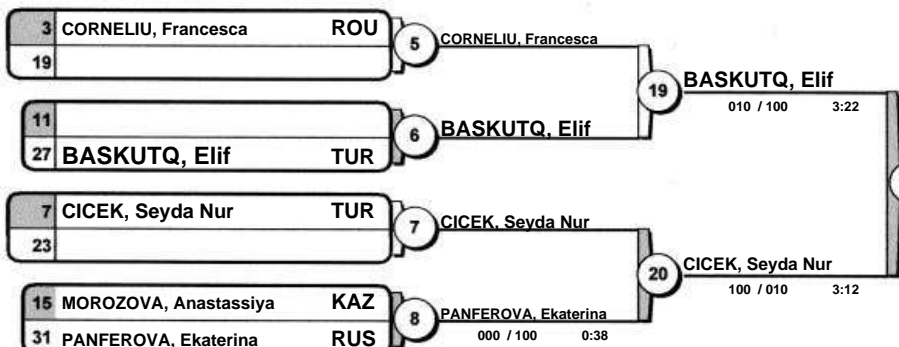 3 CORNELIU, Francesca ROU
19
5
CORNELIU, Francesca
11
27 BASKUTQ, Elif TUR
6
BASKUTQ, Elif
19
BASKUTQ, Elif
010 / 100 3:22
7 CICEK, Seyda Nur TUR
23
7
CICEK, Seyda Nur
15 MOROZOVA, Anastassiya KAZ
31 PANFEROVA, Ekaterina RUS
8
PANFEROVA, Ekaterina
000 / 100 0:38
20
CICEK, Seyda Nur
100 / 010 3:12